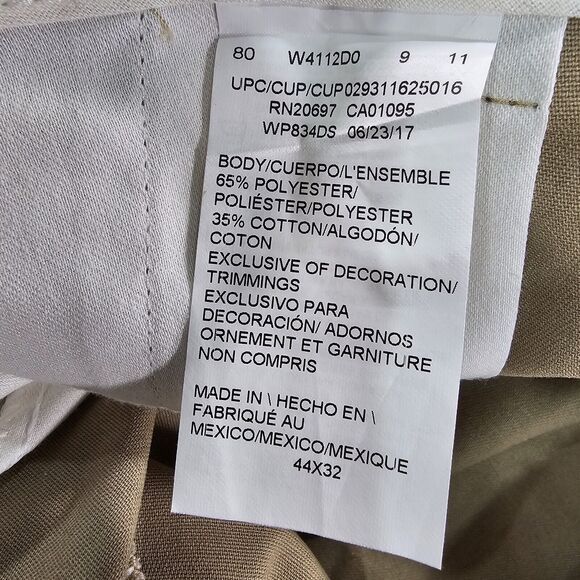 80 W4112D0 9 11
UPC/CUP/CUP029311625016
RN20697 CA01095
WP834DS 06/23/17
BODY/CUERPO/L'ENSEMBLE
65% POLYESTER/
POLIÉSTER/POLYESTER
35% COTTON/ALGODÓN/
COTON
EXCLUSIVE OF DECORATION/
TRIMMINGS
EXCLUSIVO PARA
DECORACIÓN/ ADORNOS
ORNEMENT ET GARNITURE
NON COMPRIS
MADE IN \ HECHO EN \
FABRIQUÉ AU
MEXICO/MEXICO/MEXIQUE
44X32